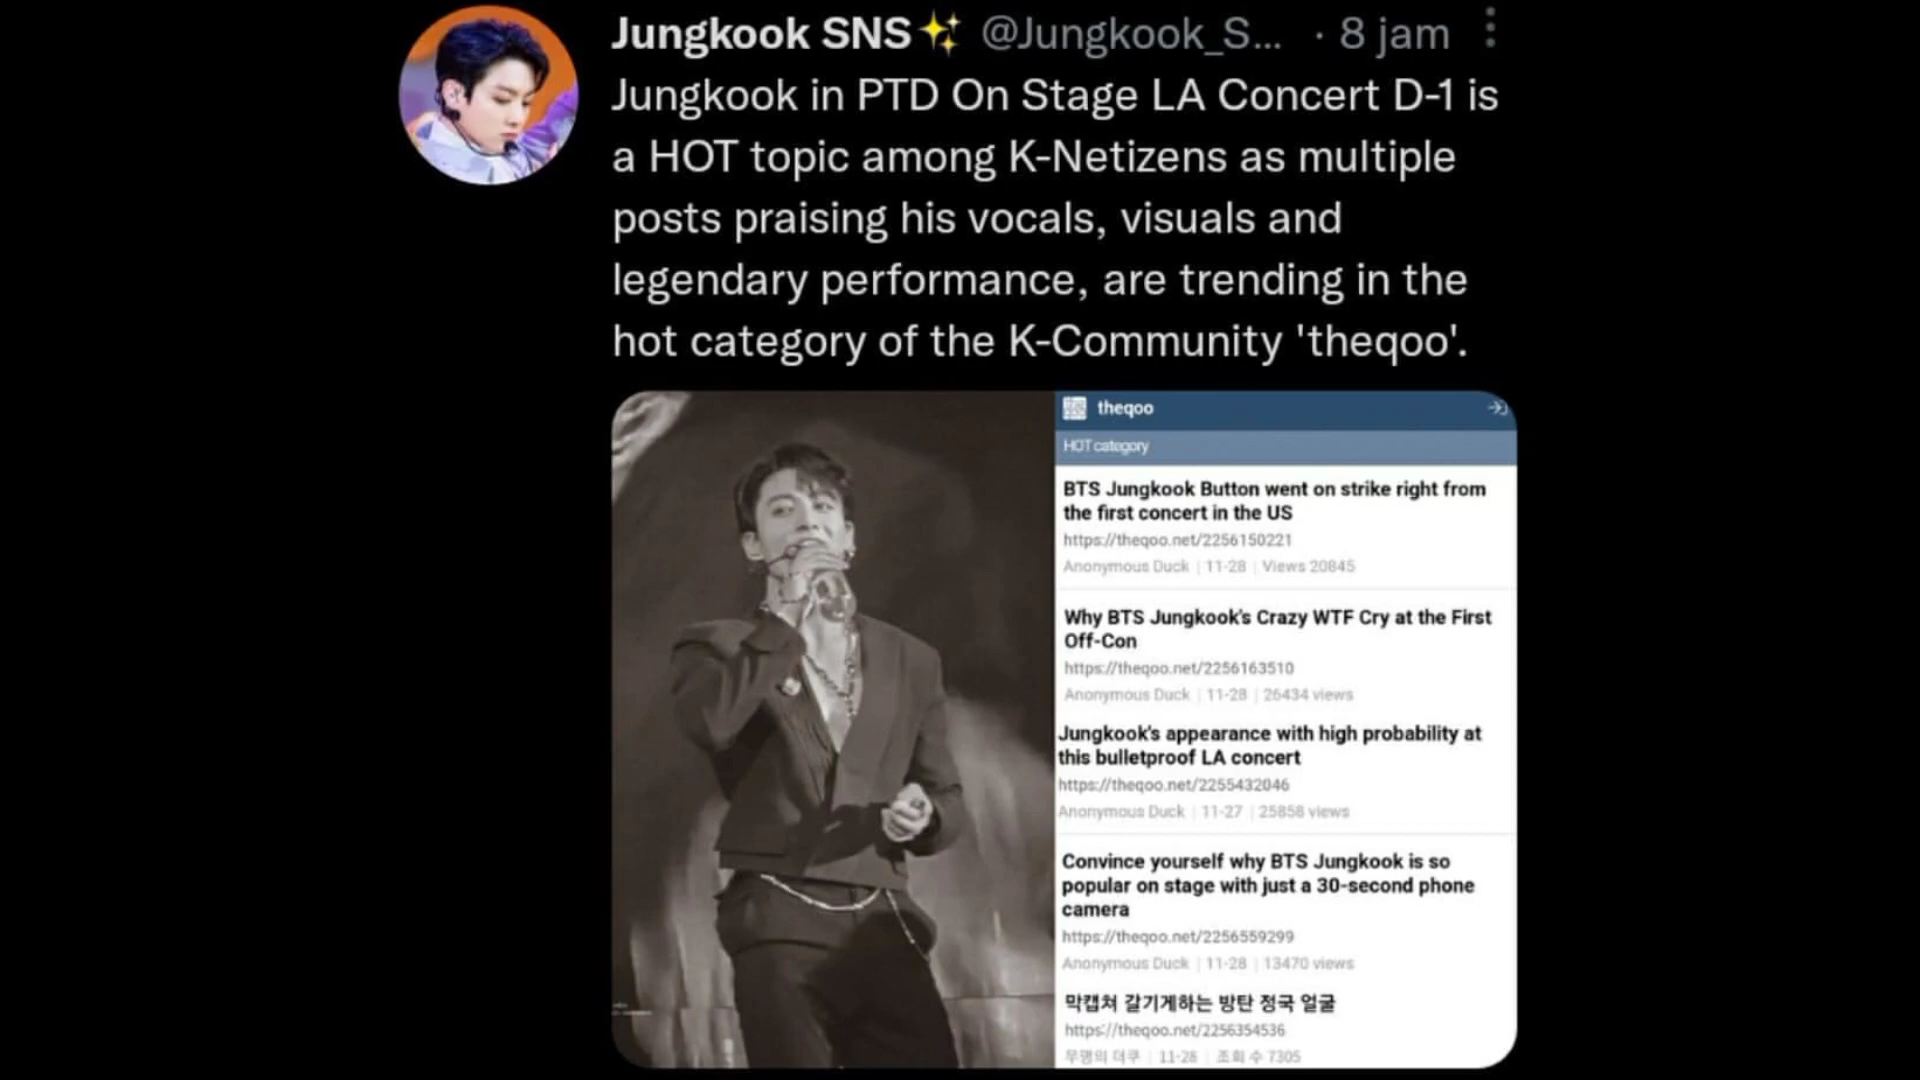 Jungkook SNS✨ @Jungkook_S... · 8 jam
Jungkook in PTD On Stage LA Concert D-1 is
a HOT topic among K-Netizens as multiple
posts praising his vocals, visuals and
legendary performance, are trending in the
hot category of the K-Community 'theqoo'.
theqoo
HOT category
BTS Jungkook Button went on strike right from
the first concert in the US
https://theqoo.net/2256150221
Anonymous Duck | 11-28 | Views 20845
Why BTS Jungkook's Crazy WTF Cry at the First
Off-Con
https://theqoo.net/2256163510
Anonymous Duck | 11-28 | 26434 views
Jungkook's appearance with high probability at
this bulletproof LA concert
https://theqoo.net/2255432046
Anonymous Duck | 11-27 | 25858 views
Convince yourself why BTS Jungkook is so
popular on stage with just a 30-second phone
camera
https://theqoo.net/2256559299
Anonymous Duck | 11-28 | 13470 views
막캡쳐 갈기게하는 방탄 정국 얼굴
https://theqoo.net/2256354536
무명의 더쿠 | 11-28 | 조회 수 7305